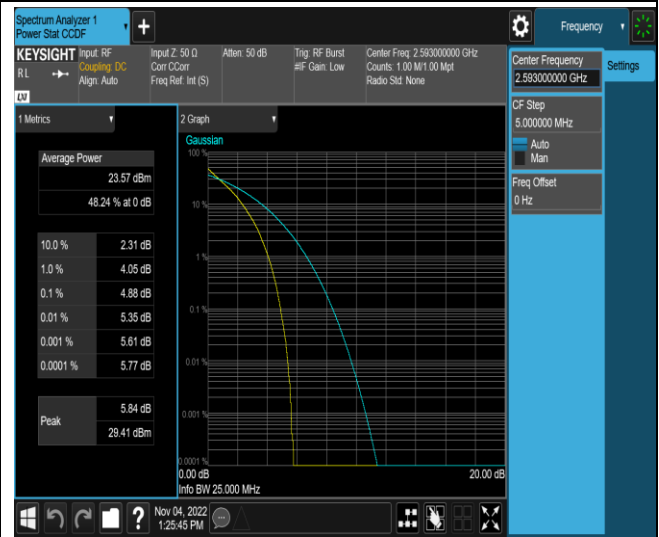 Spectrum Analyzer 1
Power Stat CCDF
+
Frequency
KEYSIGHT
RL
LXI
Input: RF
Coupling: DC
Align: Auto
Input Z: 50 Ω
Corr CCorr
Freq Ref: Int (S)
Atten: 50 dB
Trig: RF Burst
#IF Gain: Low
Center Freq: 2.593000000 GHz
Counts: 1.00 M/1.00 Mpt
Radio Std: None
Center Frequency
2.593000000 GHz
Settings
CF Step
5.000000 MHz
Auto
Man
Freq Offset
0 Hz
1 Metrics
Average Power
23.57 dBm
48.24 % at 0 dB
10.0 % 2.31 dB
1.0 % 4.05 dB
0.1 % 4.88 dB
0.01 % 5.35 dB
0.001 % 5.61 dB
0.0001 % 5.77 dB
Peak 5.84 dB
29.41 dBm
2 Graph
Gaussian
100 %
10 %
1 %
0.1 %
0.01 %
0.001 %
0.0001 %
0.00 dB 20.00 dB
Info BW 25.000 MHz
?
Nov 04, 2022
1:25:45 PM